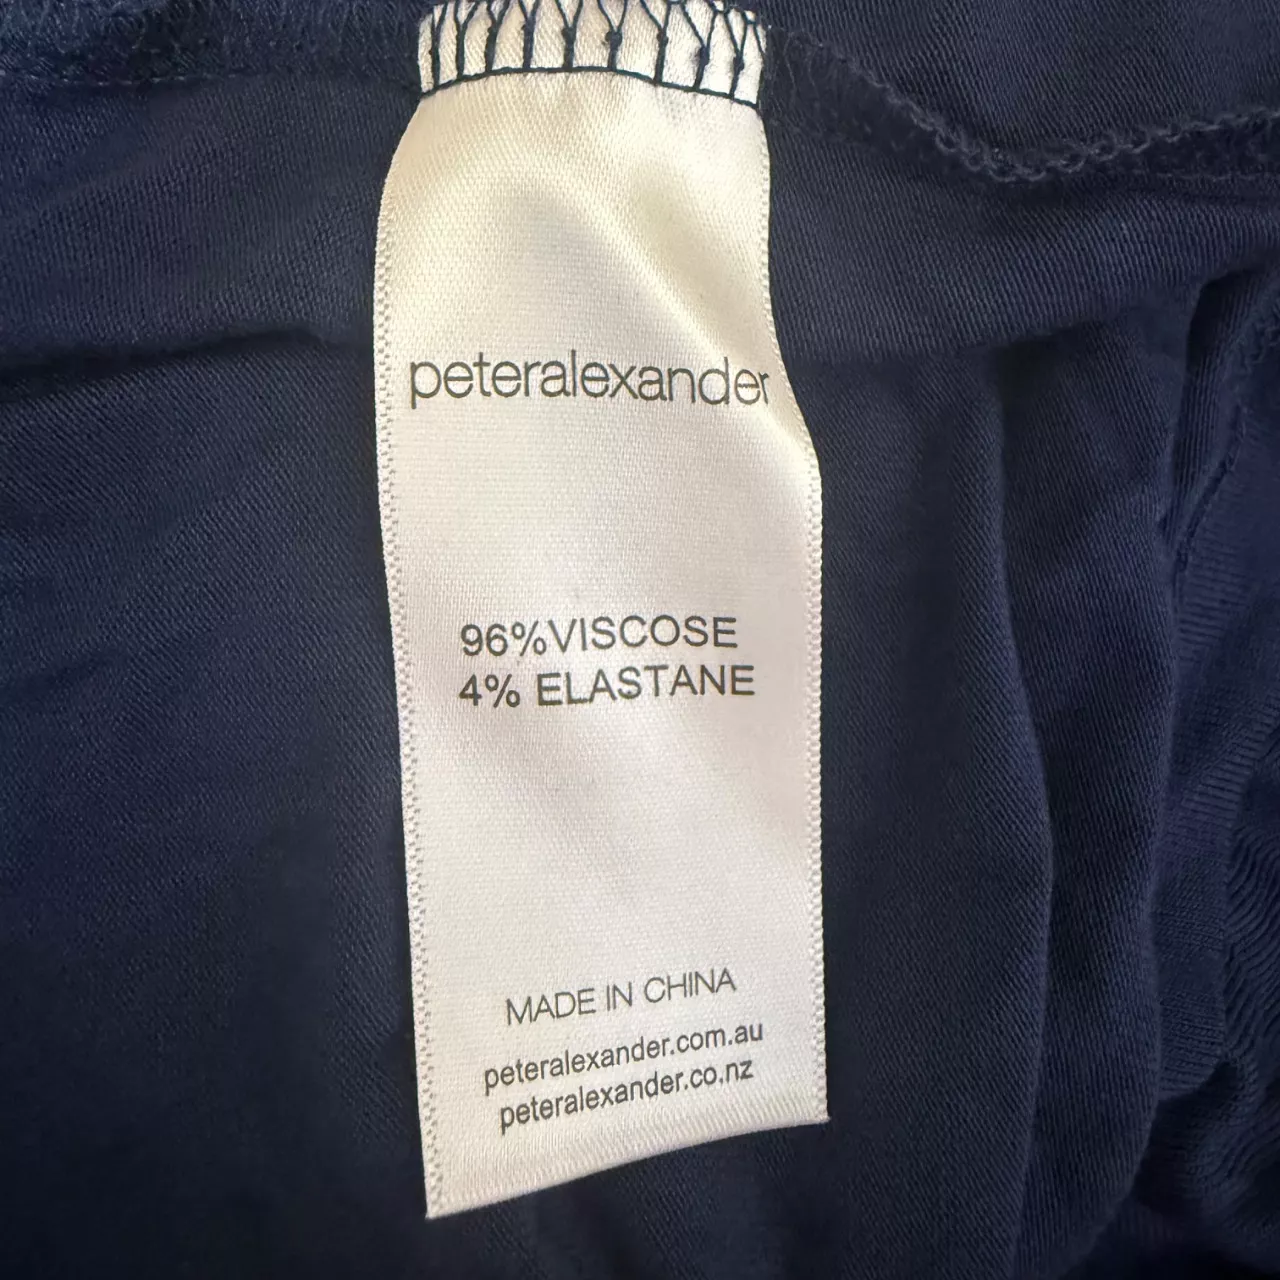 peteralexander
96%VISCOSE
4% ELASTANE
MADE IN CHINA
peteralexander.com.au
peteralexander.co.nz